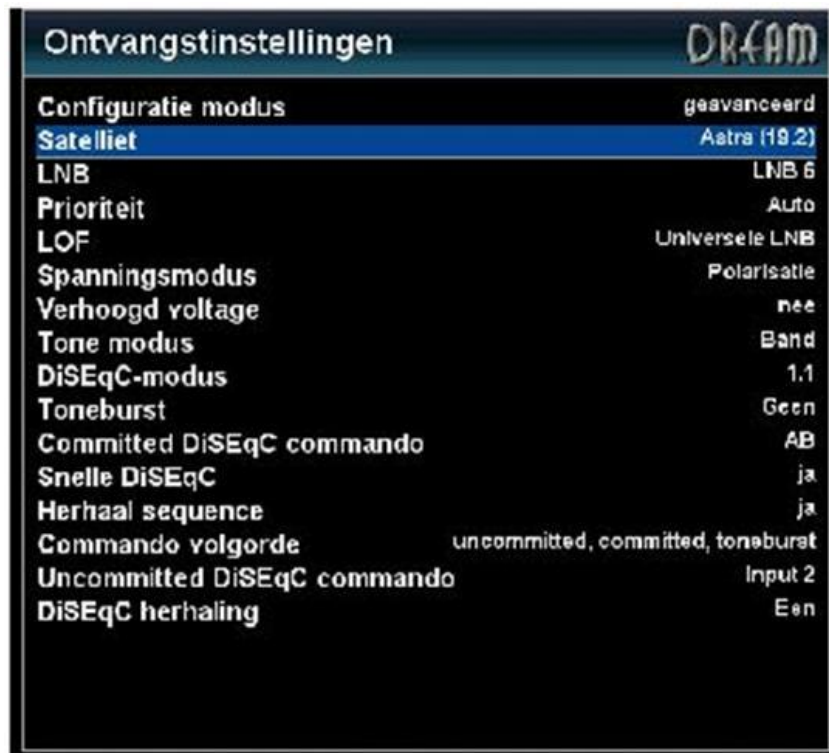 Ontvangstinstellingen DREAM
Configuratie modus geavanceerd
Satelliet Astra (19.2)
LNB LNB 6
Prioriteit Auto
LOF Universele LNB
Spanningsmodus Polarisatie
Verhoogd voltage nee
Tone modus Band
DiSEqC-modus 1.1
Toneburst Geen
Committed DiSEqC commando AB
Snelle DiSEqC ja
Herhaal sequence ja
Commando volgorde uncommitted, committed, toneburst
Uncommitted DiSEqC commando Input 2
DiSEqC herhaling Een